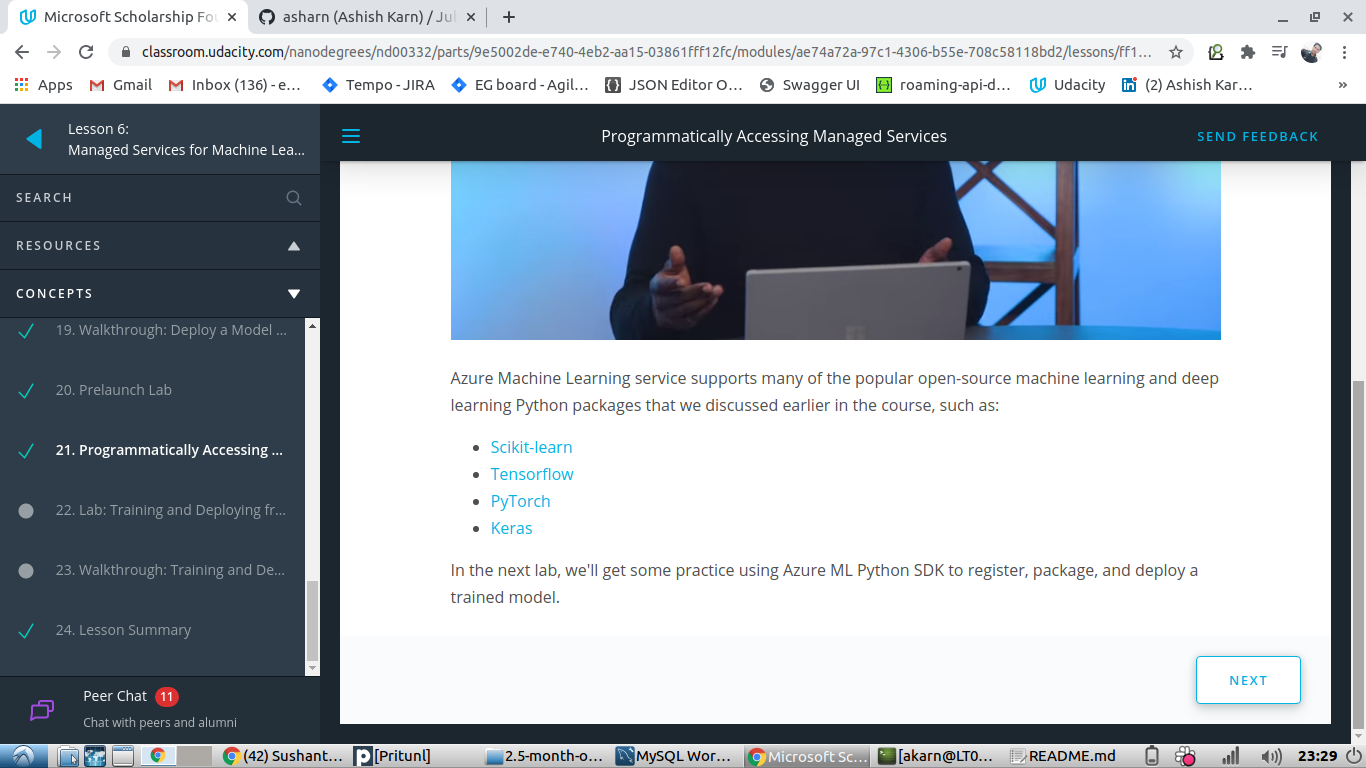 Microsoft Scholarship Fou
asharn (Ashish Karn) / Jul
classroom.udacity.com/nanodegrees/nd00332/parts/9e5002de-e740-4eb2-aa15-03861fff12fc/modules/ae74a72a-97c1-4306-b55e-708c58118bd2/lessons/ff1...
Apps
Gmail
Inbox (136) - e...
Tempo - JIRA
EG board - Agil...
JSON Editor O...
Swagger UI
roaming-api-d...
Udacity
(2) Ashish Kar...
»
Lesson 6:
Managed Services for Machine Lea...
Programmatically Accessing Managed Services
SEND FEEDBACK
SEARCH
RESOURCES
CONCEPTS
19. Walkthrough: Deploy a Model ...
20. Prelaunch Lab
21. Programmatically Accessing ...
22. Lab: Training and Deploying fr...
23. Walkthrough: Training and De...
24. Lesson Summary
Peer Chat 11
Chat with peers and alumni
Azure Machine Learning service supports many of the popular open-source machine learning and deep
learning Python packages that we discussed earlier in the course, such as:
Scikit-learn
Tensorflow
PyTorch
Keras
In the next lab, we'll get some practice using Azure ML Python SDK to register, package, and deploy a
trained model.
NEXT
(42) Sushant...
[Pritunl]
2.5-month-o...
MySQL Wor...
Microsoft Sc...
[akarn@LT0...
README.md
23:29